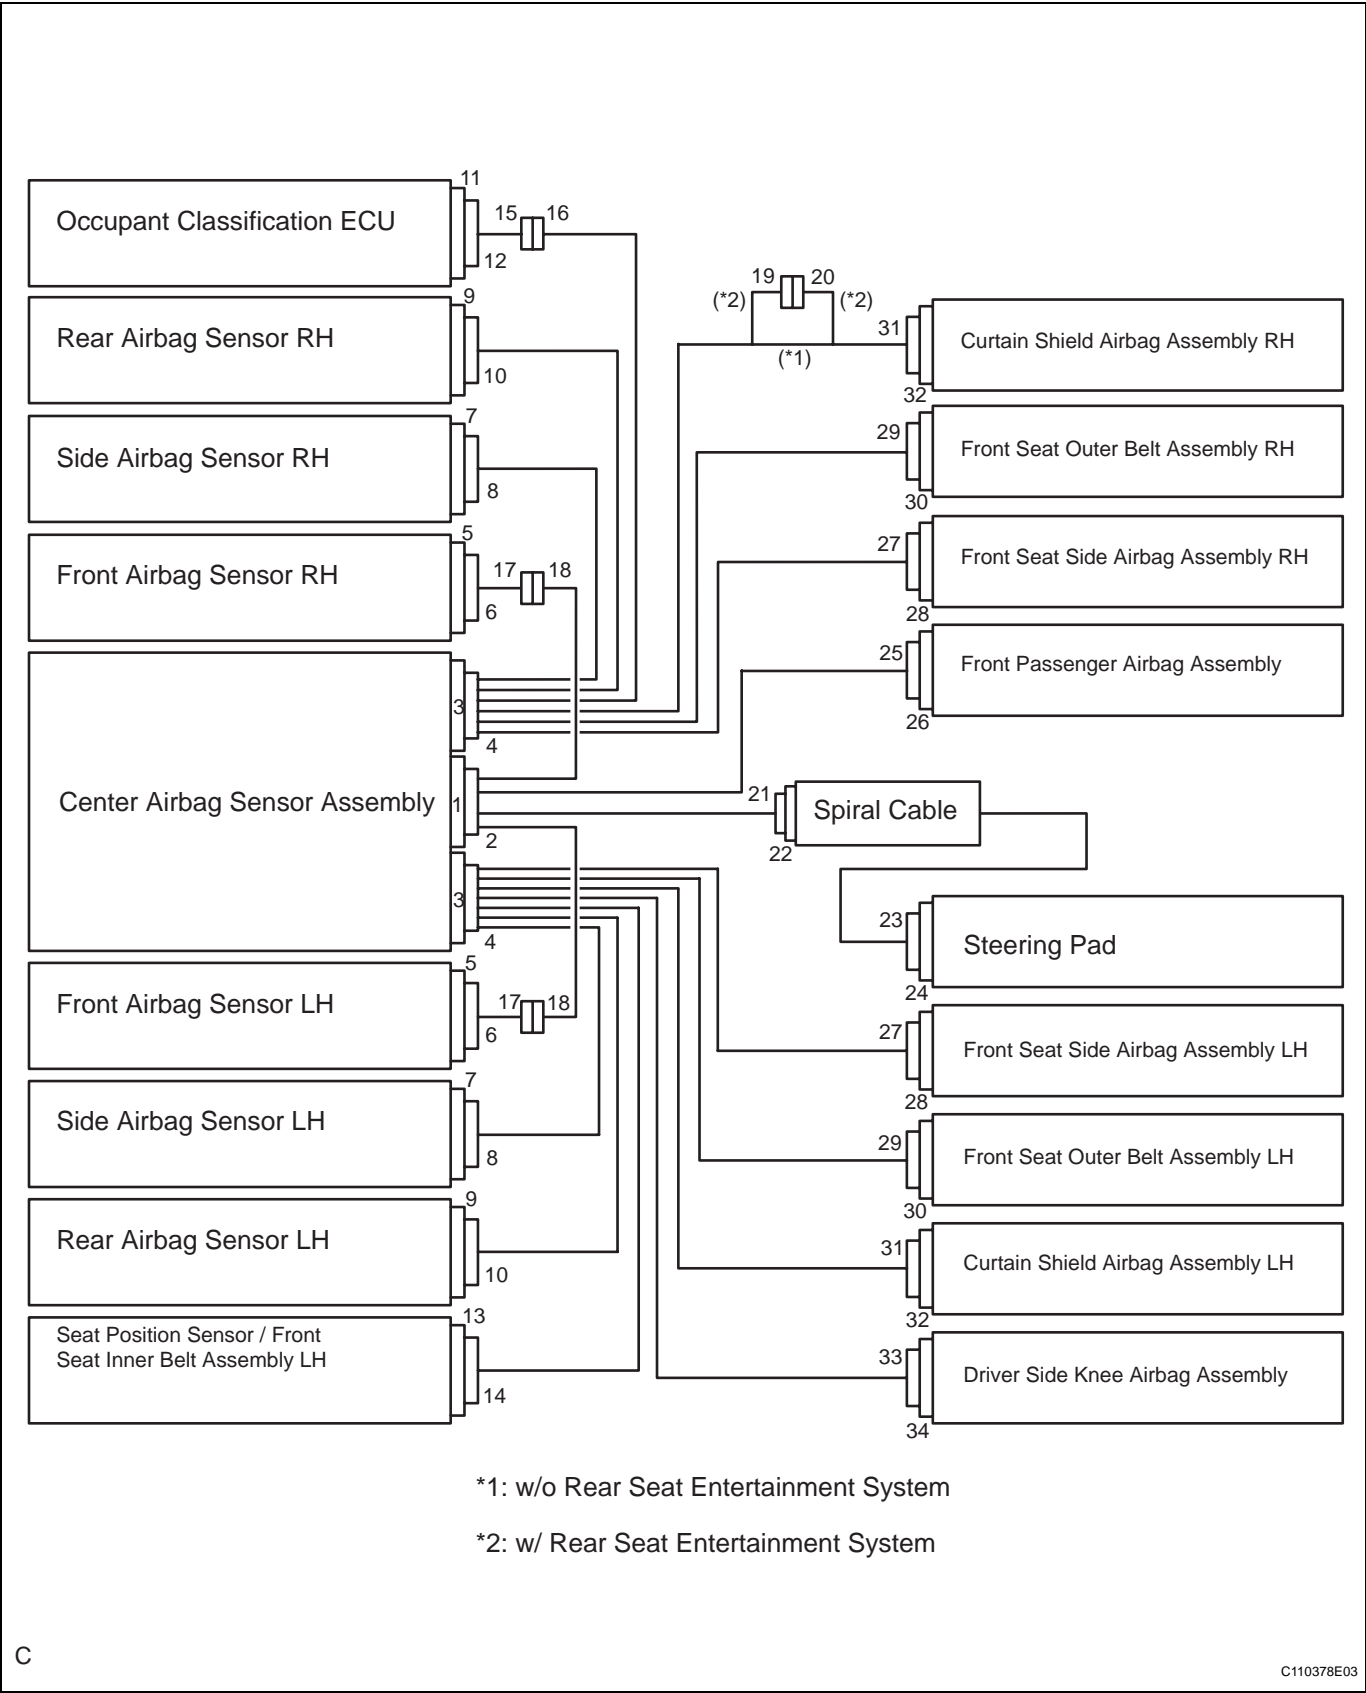 11
Occupant Classification ECU
15 16
12
9
Rear Airbag Sensor RH
10
7
Side Airbag Sensor RH
8
5
Front Airbag Sensor RH
17 18
6
3
4
Center Airbag Sensor Assembly
1
2
3
4
5
Front Airbag Sensor LH
17 18
6
7
Side Airbag Sensor LH
8
9
Rear Airbag Sensor LH
10
13
Seat Position Sensor / Front
Seat Inner Belt Assembly LH
14
19 20
(*2) (*2)
(*1)
31
Curtain Shield Airbag Assembly RH
32
29
Front Seat Outer Belt Assembly RH
30
27
Front Seat Side Airbag Assembly RH
28
25
Front Passenger Airbag Assembly
26
21
Spiral Cable
22
23
Steering Pad
24
27
Front Seat Side Airbag Assembly LH
28
29
Front Seat Outer Belt Assembly LH
30
31
Curtain Shield Airbag Assembly LH
32
33
Driver Side Knee Airbag Assembly
34
*1: w/o Rear Seat Entertainment System
*2: w/ Rear Seat Entertainment System
C
C110378E03